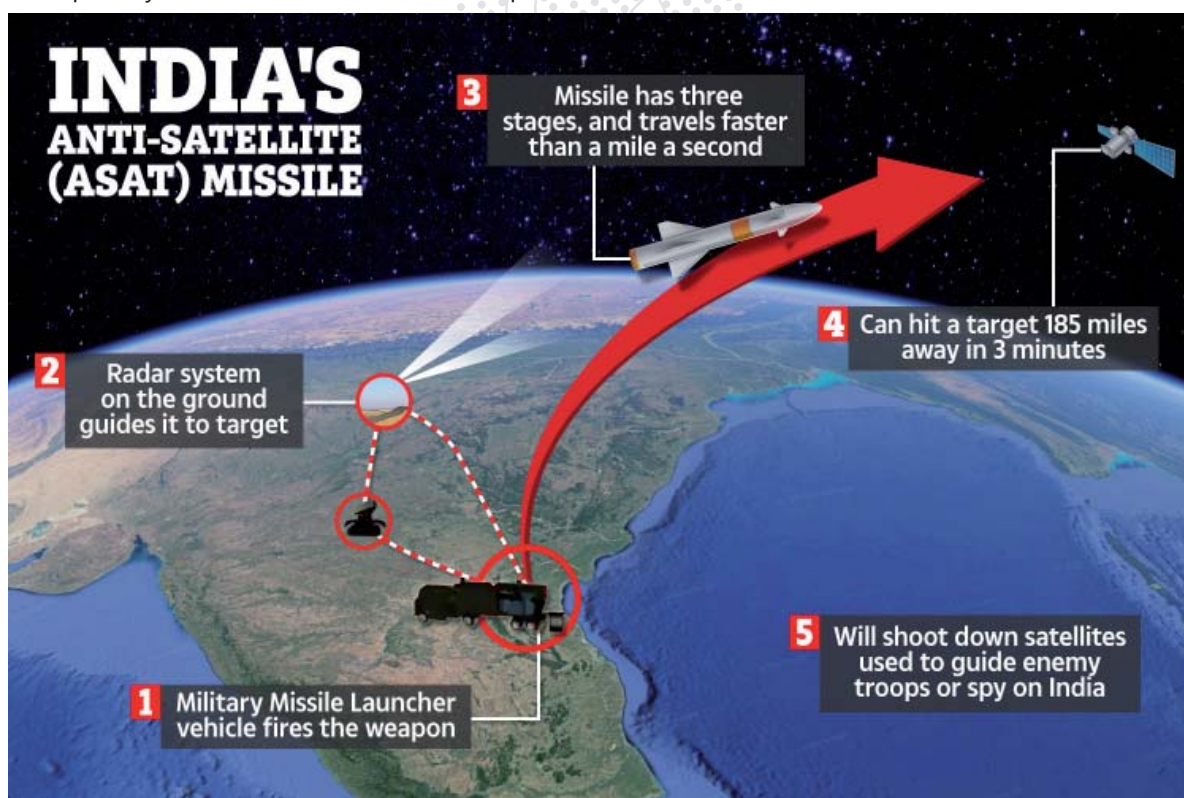 INDIA'S
ANTI-SATELLITE
(ASAT) MISSILE
3
Missile has three
stages, and travels faster
than a mile a second
4
Can hit a target 185 miles
away in 3 minutes
2
Radar system
on the ground
guides it to target
5
Will shoot down satellites
used to guide enemy
troops or spy on India
1
Military Missile Launcher
vehicle fires the weapon